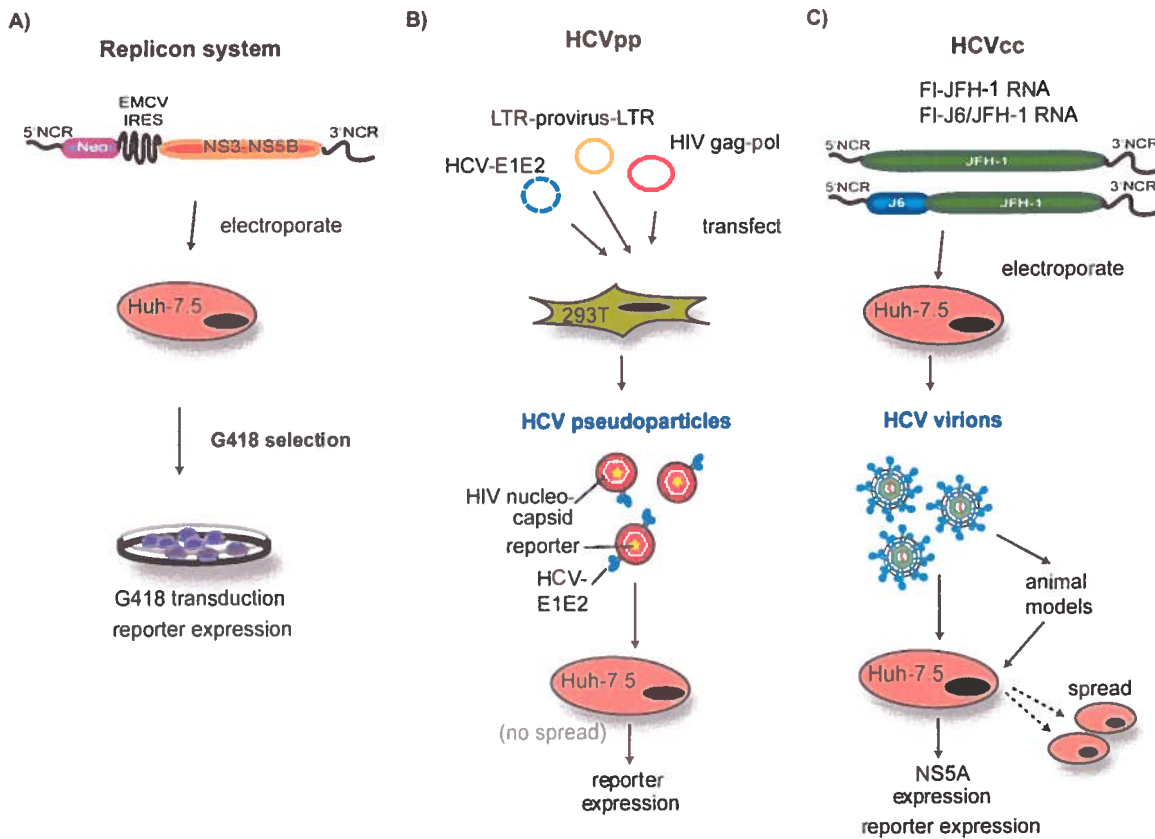 A)
Replicon system
EMCV
IRES
5'NCR
3'NCR
Neo
NS3-NS5B
electroporate
Huh-7.5
G418 selection
G418 transduction
reporter expression
B)
HCVpp
LTR-provirus-LTR
HIV gag-pol
HCV-E1E2
transfect
293T
HCV pseudoparticles
HIV nucleo-
capsid
reporter
HCV-
E1E2
Huh-7.5
(no spread)
reporter
expression
C)
HCVcc
Fl-JFH-1 RNA
Fl-J6/JFH-1 RNA
5'NCR
3'NCR
JFH-1
5'NCR
3'NCR
J6
JFH-1
electroporate
Huh-7.5
HCV virions
animal
models
Huh-7.5
spread
NS5A
expression
reporter expression